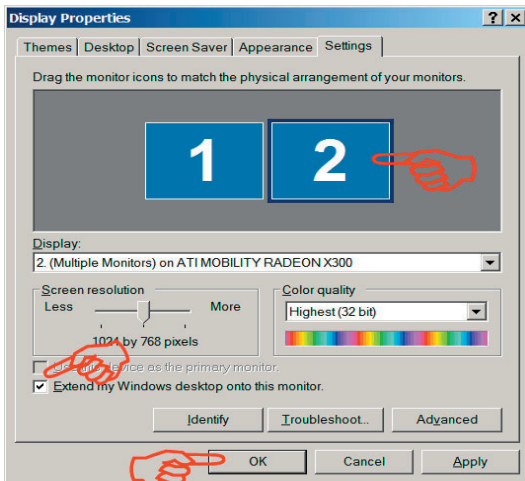 Display Properties ? x
Themes Desktop Screen Saver Appearance Settings
Drag the monitor icons to match the physical arrangement of your monitors.
1 2
Display:
2. (Multiple Monitors) on ATI MOBILITY RADEON X300
Screen resolution Color quality
Less More Highest (32 bit)
1024 by 768 pixels
device as the primary monitor.
Extend my Windows desktop onto this monitor.
Identify Troubleshoot... Advanced
OK Cancel Apply